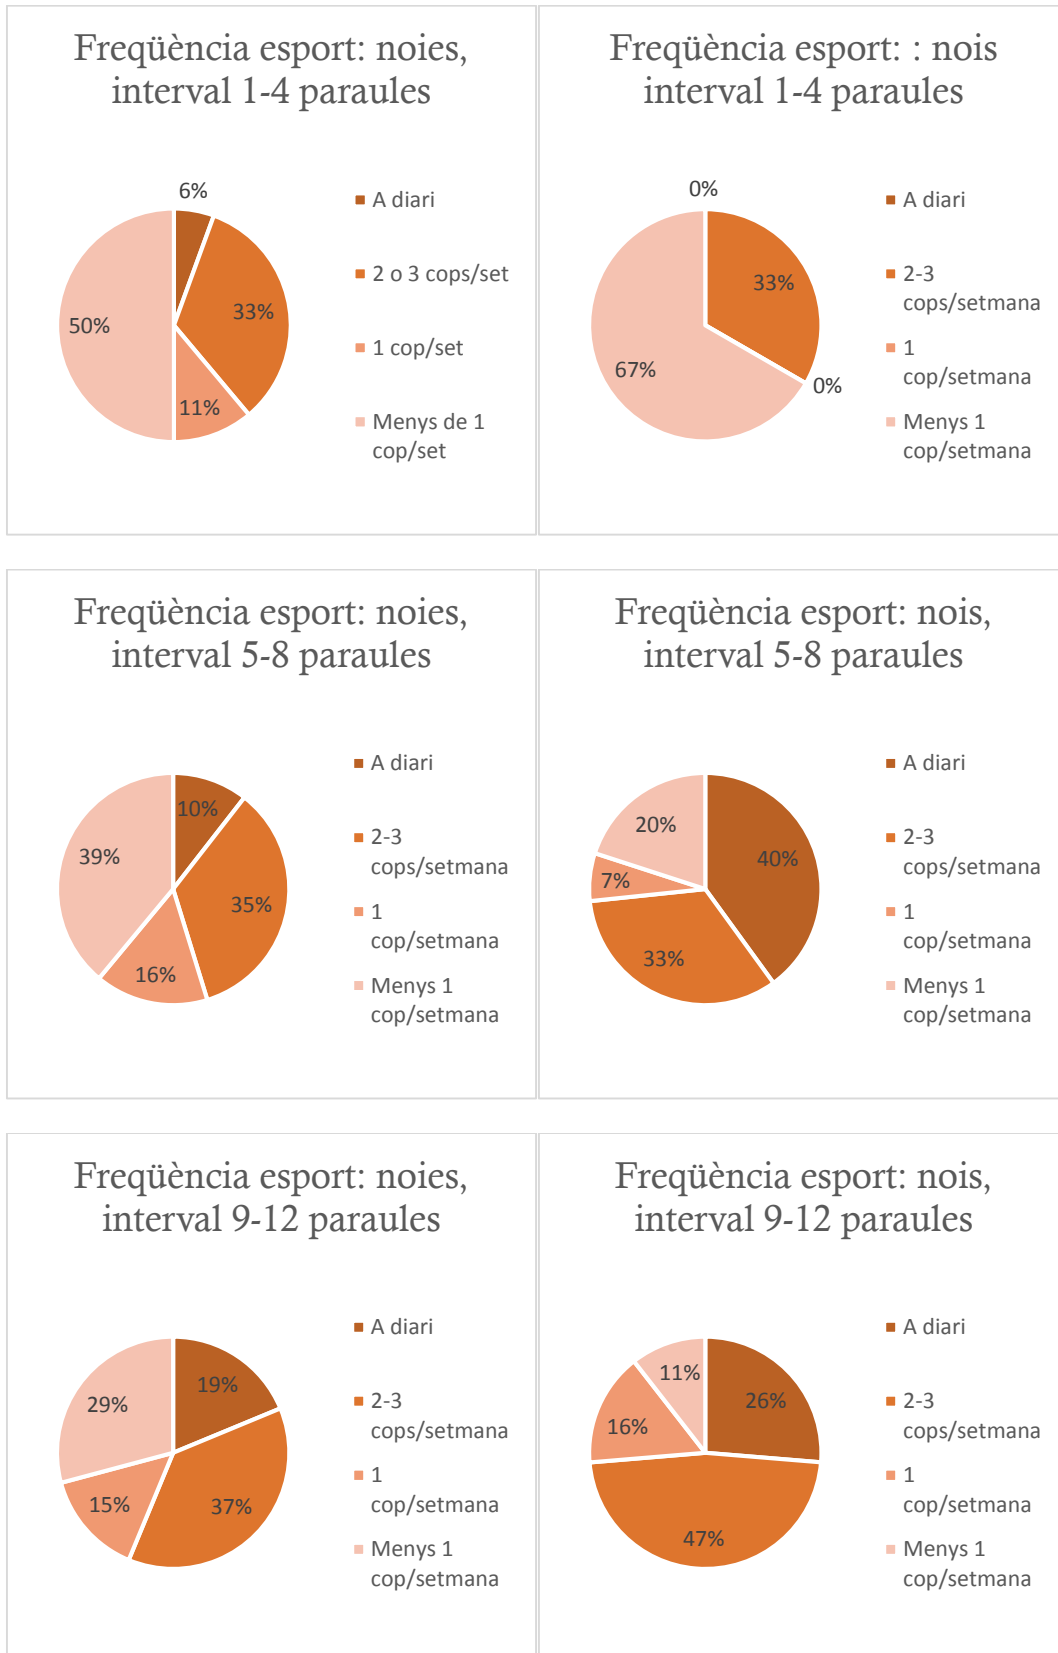 Freqüència esport: noies,
interval 1-4 paraules
6%
33%
11%
50%
A diari
2 o 3 cops/set
1 cop/set
Menys de 1
cop/set
Freqüència esport: : nois
interval 1-4 paraules
0%
33%
0%
67%
A diari
2-3
cops/setmana
1
cop/setmana
Menys 1
cop/setmana
Freqüència esport: noies,
interval 5-8 paraules
10%
35%
16%
39%
A diari
2-3
cops/setmana
1
cop/setmana
Menys 1
cop/setmana
Freqüència esport: nois,
interval 5-8 paraules
40%
33%
7%
20%
A diari
2-3
cops/setmana
1
cop/setmana
Menys 1
cop/setmana
Freqüència esport: noies,
interval 9-12 paraules
19%
37%
15%
29%
A diari
2-3
cops/setmana
1
cop/setmana
Menys 1
cop/setmana
Freqüència esport: nois,
interval 9-12 paraules
26%
47%
16%
11%
A diari
2-3
cops/setmana
1
cop/setmana
Menys 1
cop/setmana